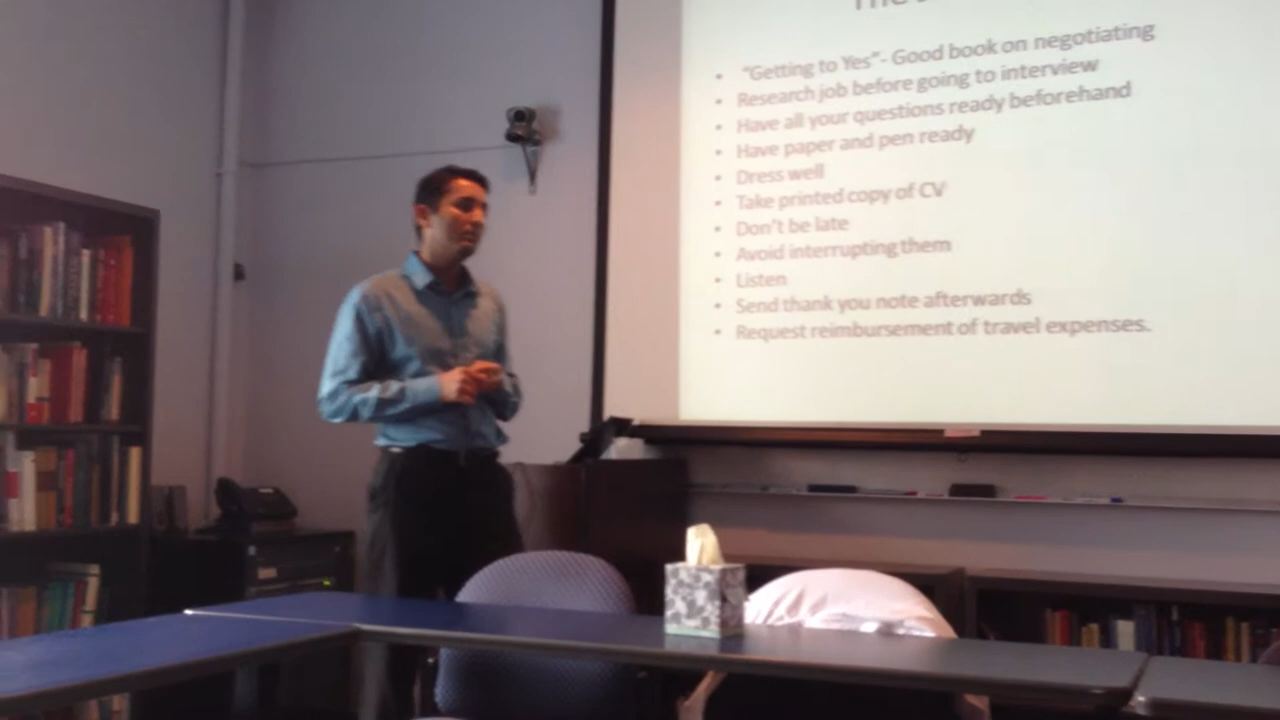 The
• "Getting to Yes"- Good book on negotiating
• Research job before going to interview
• Have all your questions ready beforehand
• Have paper and pen ready
• Dress well
• Take printed copy of CV
• Don't be late
• Avoid interrupting them
• Listen
• Send thank you note afterwards
• Request reimbursement of travel expenses.